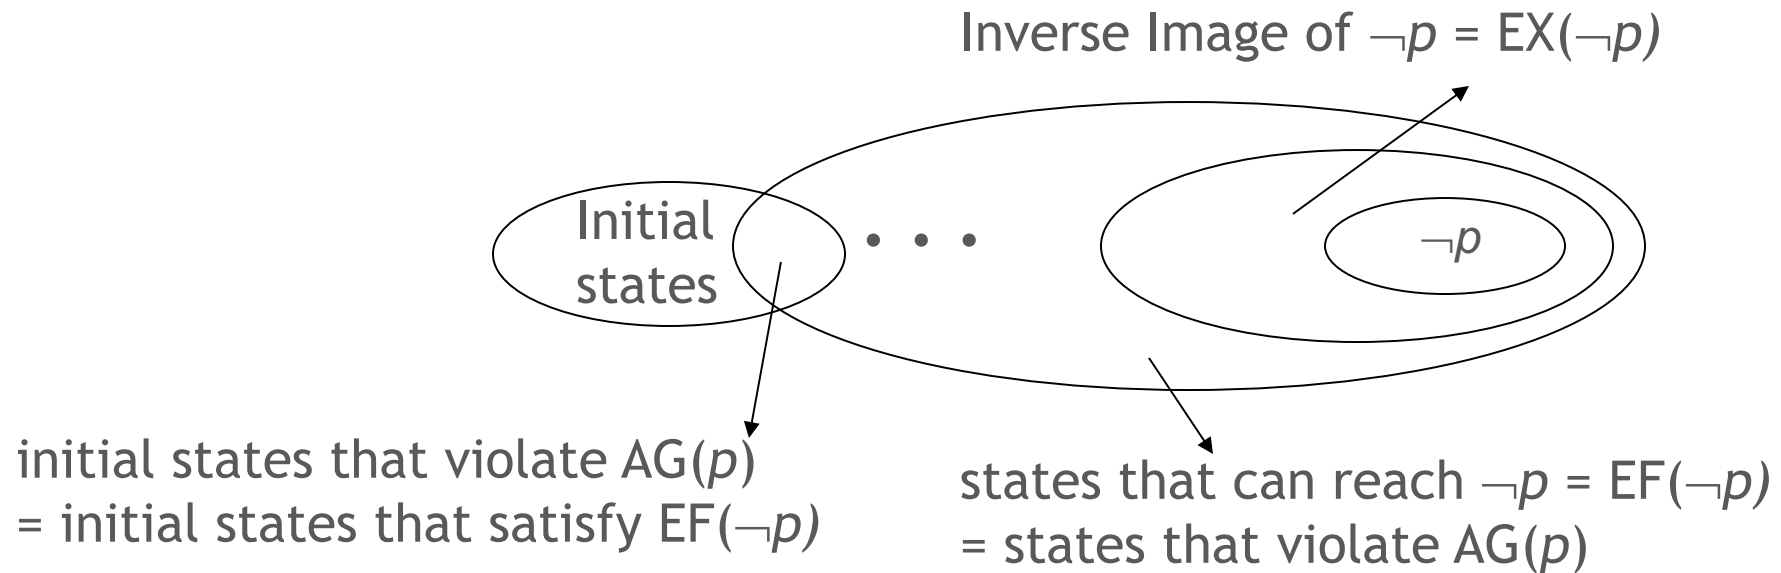 Inverse Image of ¬p = EX(¬p)
Initial
states
• • •
¬p
initial states that violate AG(p)
= initial states that satisfy EF(¬p)
states that can reach ¬p = EF(¬p)
= states that violate AG(p)